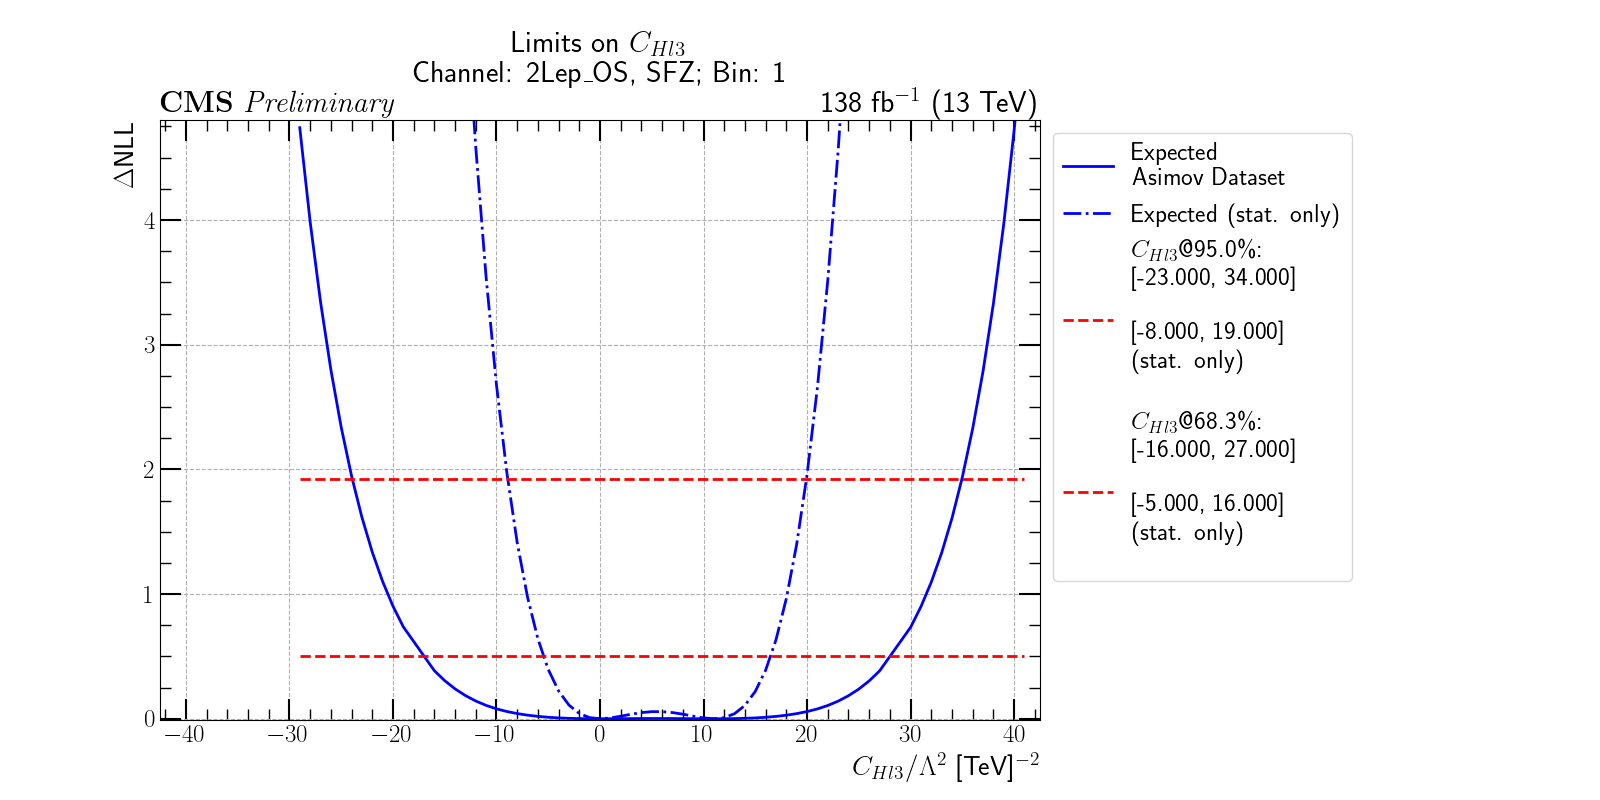 Limits on C_{Hl3}
Channel: 2Lep_OS, SFZ; Bin: 1
CMS Preliminary
138 fb^{-1} (13 TeV)
ΔNLL
4
3
2
1
0
−40 −30 −20 −10 0 10 20 30 40
C_{Hl3}/Λ^2 [TeV]^{-2}
Expected
Asimov Dataset
Expected (stat. only)
C_{Hl3}@95.0%:
[-23.000, 34.000]
[-8.000, 19.000]
(stat. only)
C_{Hl3}@68.3%:
[-16.000, 27.000]
[-5.000, 16.000]
(stat. only)